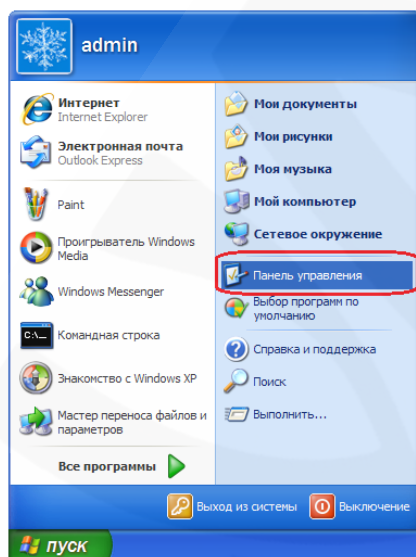 admin
Интернет
Internet Explorer
Электронная почта
Outlook Express
Paint
Проигрыватель Windows
Media
Windows Messenger
C:\_
Командная строка
Знакомство с Windows XP
Мастер переноса файлов и
параметров
Все программы
Мои документы
Мои рисунки
Моя музыка
Мой компьютер
Сетевое окружение
Панель управления
Выбор программ по
умолчанию
Справка и поддержка
Поиск
Выполнить...
Выход из системы
Выключение
пуск